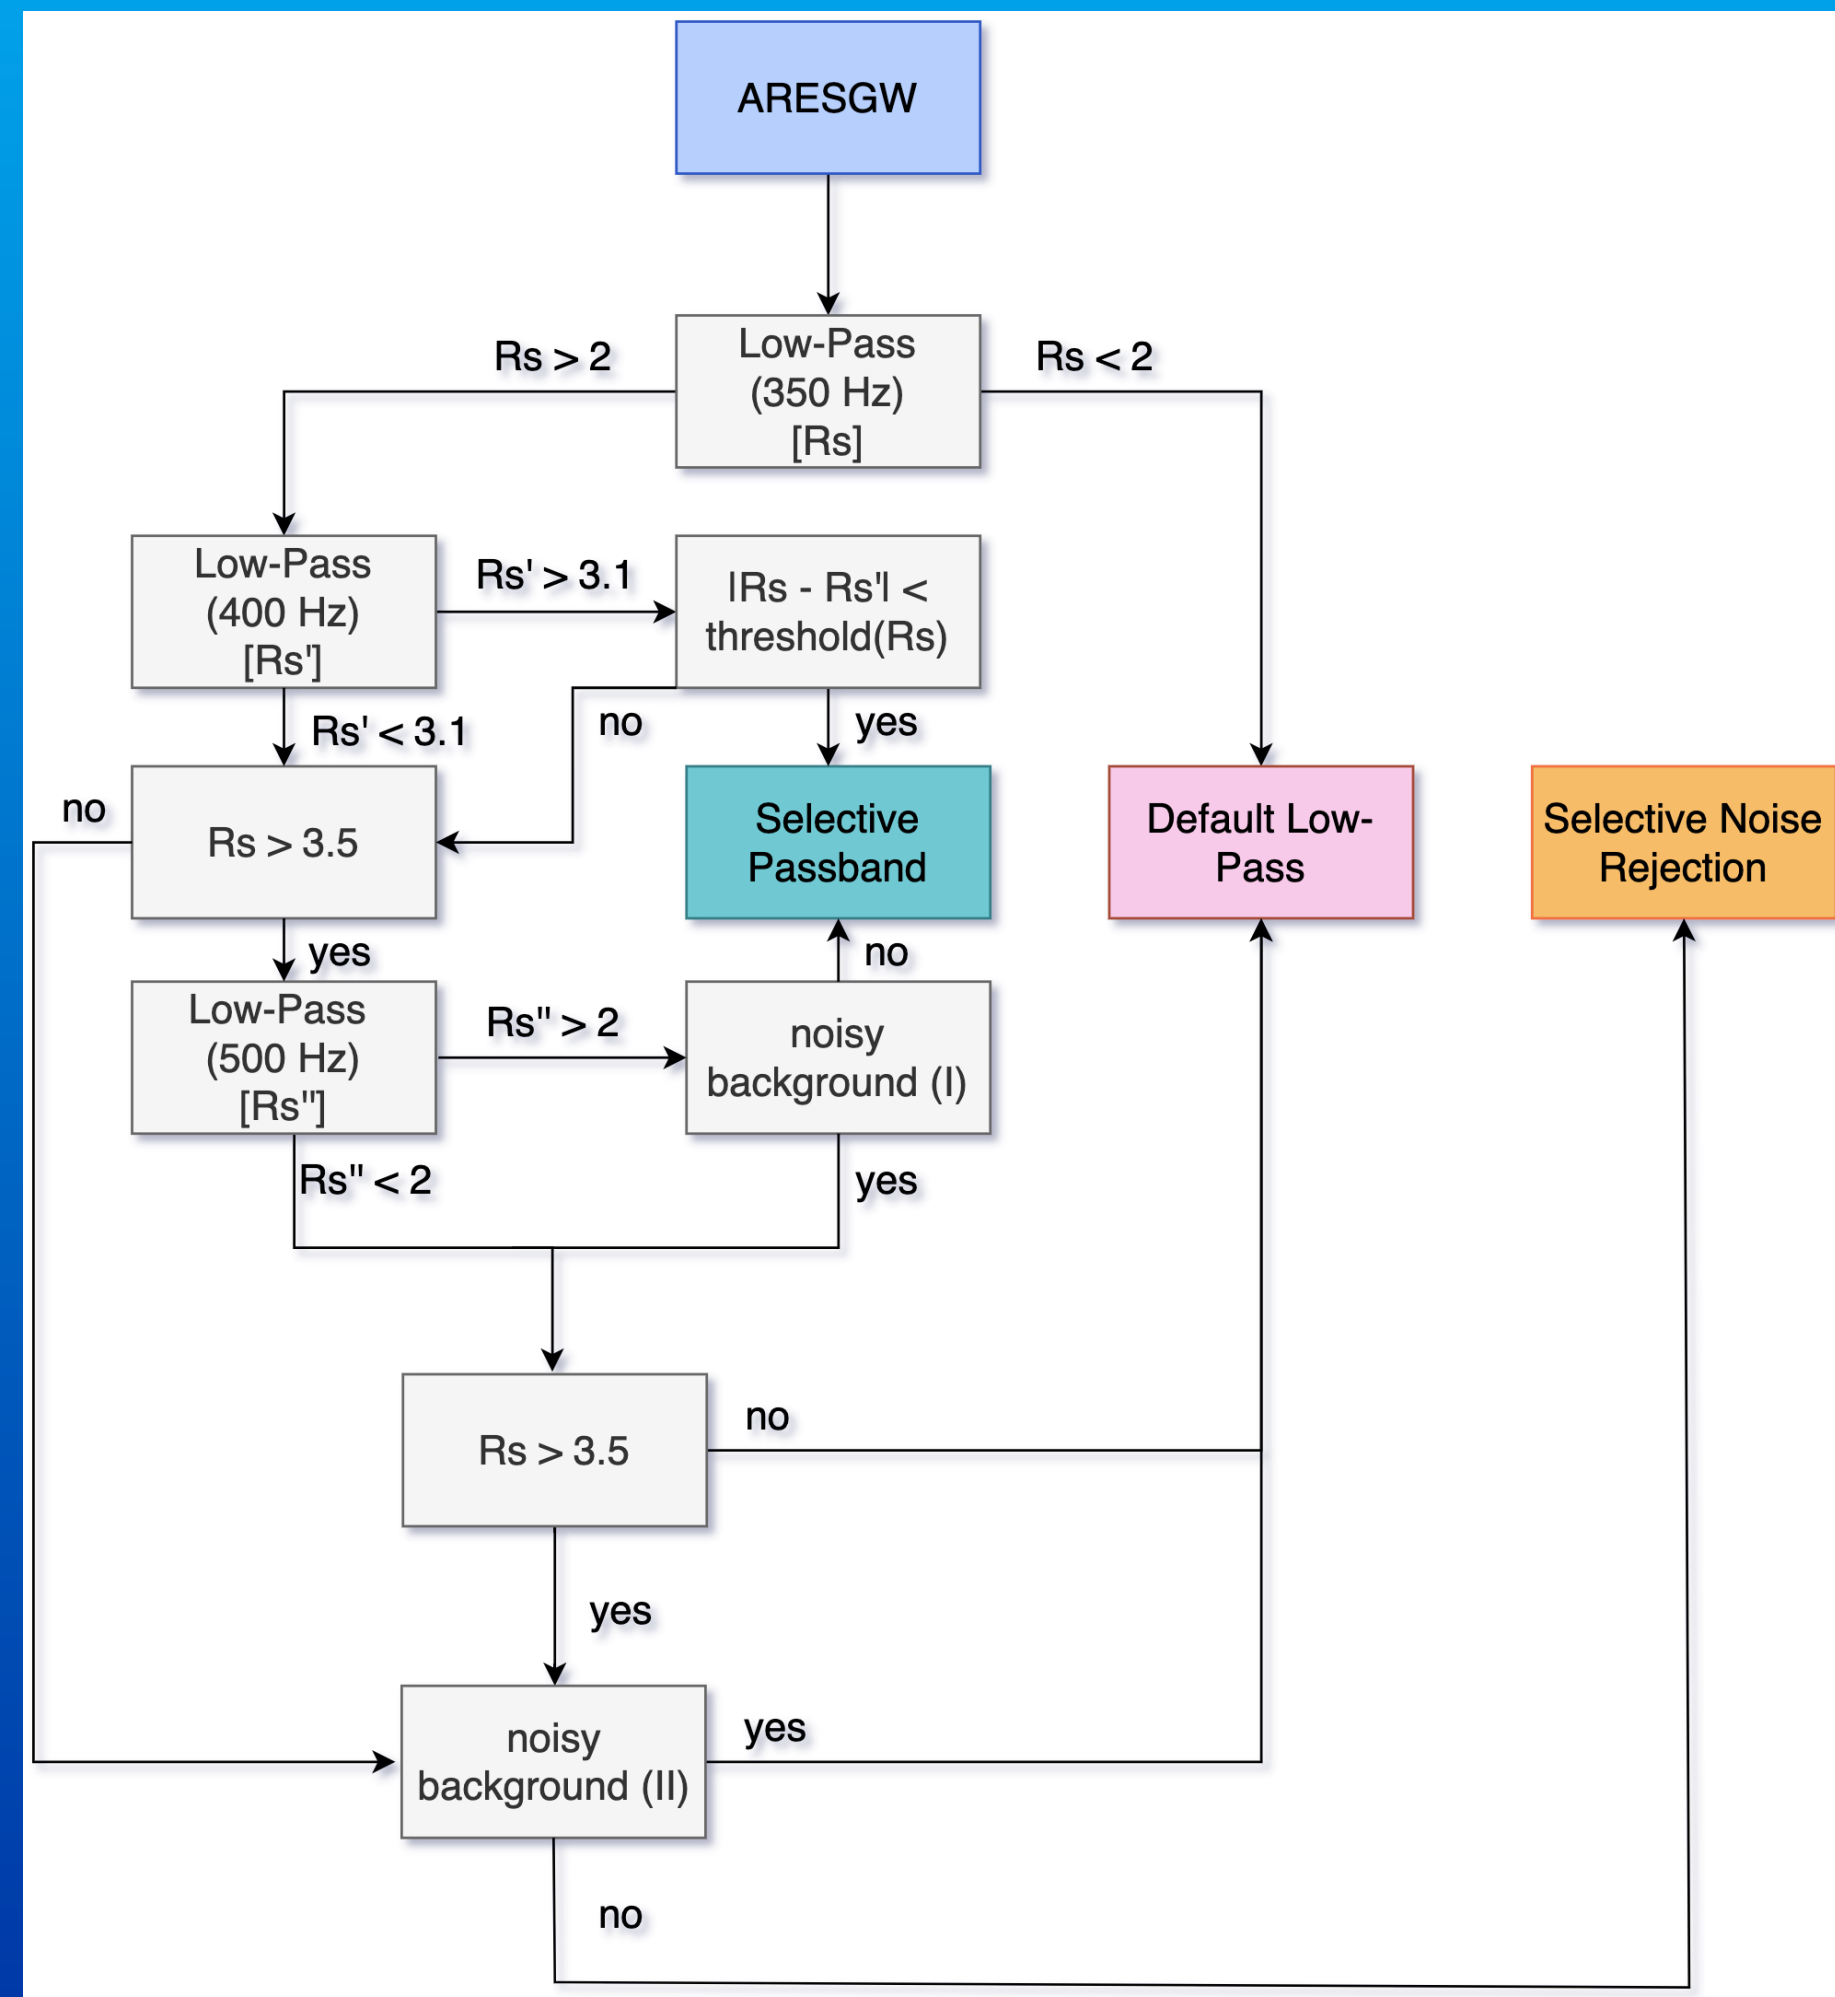 ARESGW
Rs > 2
Low-Pass
(350 Hz)
[Rs]
Rs < 2
Low-Pass
(400 Hz)
[Rs']
Rs' > 3.1
|Rs - Rs'| <
threshold(Rs)
Rs' < 3.1
no
yes
no
Rs > 3.5
Selective
Passband
Default Low-
Pass
Selective Noise
Rejection
yes
no
Low-Pass
(500 Hz)
[Rs"]
Rs" > 2
noisy
background (I)
Rs" < 2
yes
Rs > 3.5
no
yes
noisy
background (II)
yes
no